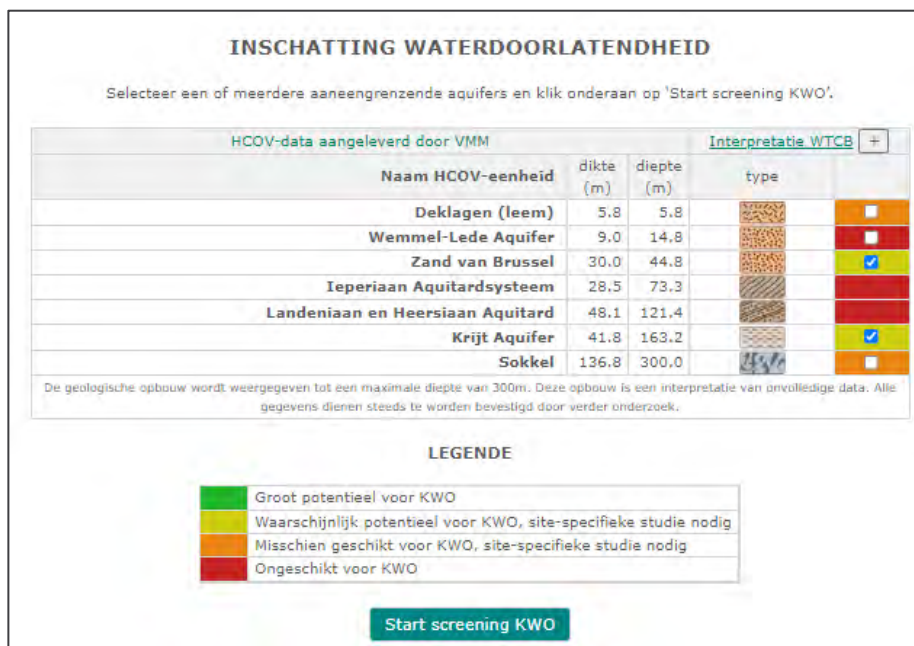 INSCHATTING WATERDOORLATENDHEID
Selecteer een of meerdere aaneengrenzende aquifers en klik onderaan op 'Start screening KWO'.
HCOV-data aangeleverd door VMM Interpretatie WTCB +
Naam HCOV-eenheid dikte (m) diepte (m) type
Deklagen (leem) 5.8 5.8
Wemmel-Lede Aquifer 9.0 14.8
Zand van Brussel 30.0 44.8
Ieperiaan Aquitardsysteem 28.5 73.3
Landeniaan en Heersiaan Aquitard 48.1 121.4
Krijt Aquifer 41.8 163.2
Sokkel 136.8 300.0
De geologische opbouw wordt weergegeven tot een maximale diepte van 300m. Deze opbouw is een interpretatie van onvolledige data. Alle
gegevens dienen steeds te worden bevestigd door verder onderzoek.
LEGENDE
Groot potentieel voor KWO
Waarschijnlijk potentieel voor KWO, site-specifieke studie nodig
Misschien geschikt voor KWO, site-specifieke studie nodig
Ongeschikt voor KWO
Start screening KWO